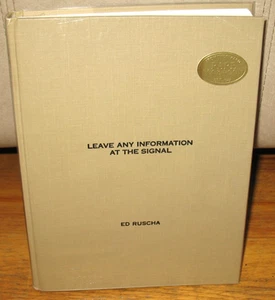 LEAVE ANY INFORMATION
AT THE SIGNAL
ED RUSCHA